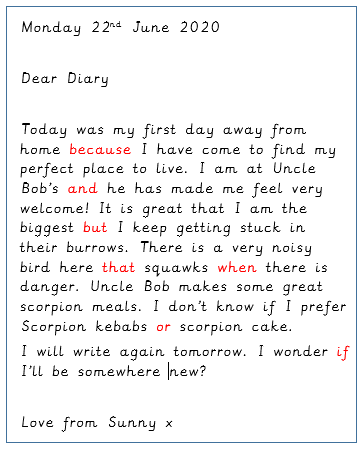 Monday 22nd June 2020
Dear Diary
Today was my first day away from
home because I have come to find my
perfect place to live. I am at Uncle
Bob's and he has made me feel very
welcome! It is great that I am the
biggest but I keep getting stuck in
their burrows. There is a very noisy
bird here that squawks when there is
danger. Uncle Bob makes some great
scorpion meals. I don't know if I prefer
Scorpion kebabs or scorpion cake.
I will write again tomorrow. I wonder if
I'll be somewhere new?
Love from Sunny x